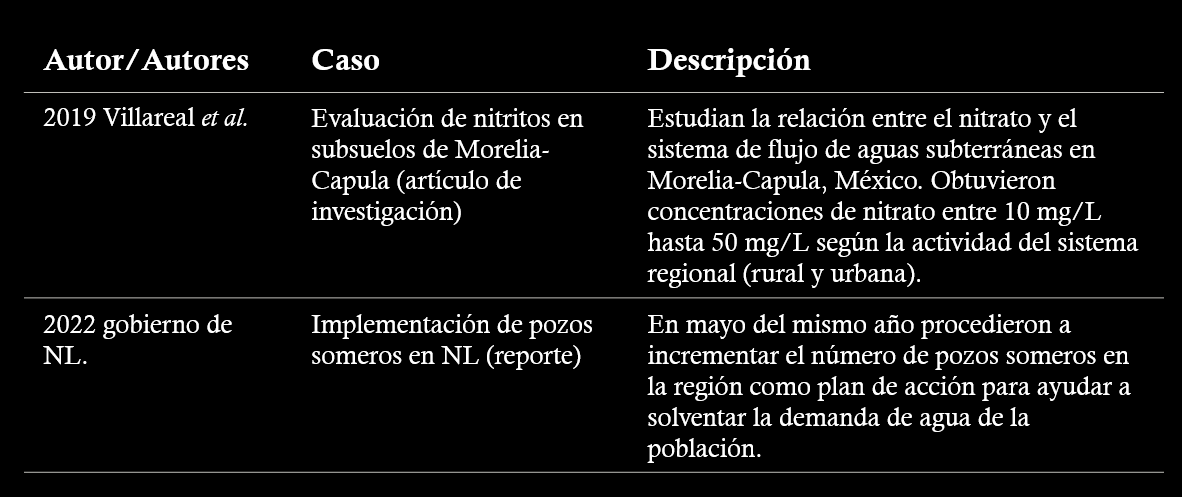 Autor/Autores Caso Descripción
2019 Villareal et al.
Evaluación de nitritos en
subsuelos de Morelia-
Capula (artículo de
investigación)
Estudian la relación entre el nitrato y el
sistema de flujo de aguas subterráneas en
Morelia-Capula, México. Obtuvieron
concentraciones de nitrato entre 10 mg/L
hasta 50 mg/L según la actividad del sistema
regional (rural y urbana).
2022 gobierno de
NL.
Implementación de pozos
someros en NL (reporte)
En mayo del mismo año procedieron a
incrementar el número de pozos someros en
la región como plan de acción para ayudar a
solventar la demanda de agua de la
población.